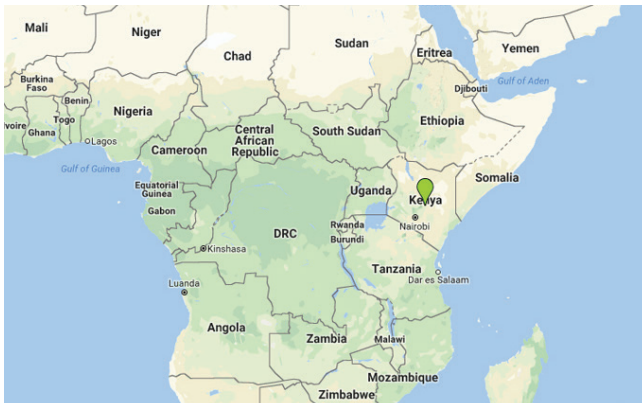 Mali
Niger
Chad
Sudan
Eritrea
Yemen
Gulf of Aden
Burkina
Faso
Benin
Djibouti
Nigeria
Ivoire
Ghana
Togo
Lagos
Cameroon
Central
African
Republic
South Sudan
Ethiopia
Gulf of Guinea
Somalia
Equatorial
Guinea
Gabon
Uganda
Kenya
Nairobi
Rwanda
Burundi
DRC
Kinshasa
Tanzania
Dar es Salaam
Luanda
Angola
Zambia
Malawi
Mozambique
Zimbabwe